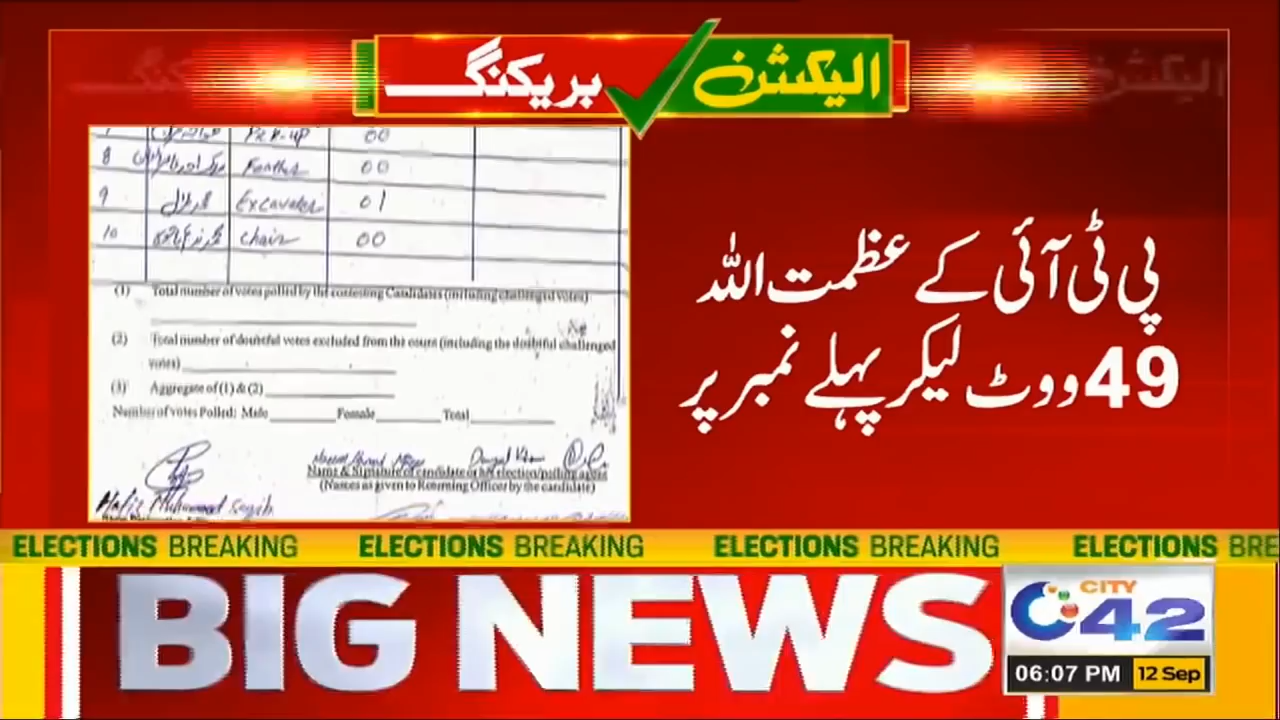 الیکشن بریکنگ
Pick-up 00
8 Feather 00
9 Excavator 01
10 Chair 00
پی ٹی آئی کے عظمت اللہ
49 ووٹ لیکر پہلے نمبر پر
(1) Total number of votes polled by the contesting Candidates (including challenged votes)
(2) Total number of doubtful votes excluded from the count (including the doubtful challenged
votes)
(3) Aggregate of (1) & (2)
Number of votes Polled: Male Female Total
Name & Signature of candidate or his election/polling agent
(Names as given to Returning Officer by the candidate)
Hafiz Muhammad
ELECTIONS BREAKING ELECTIONS BREAKING ELECTIONS BREAKING ELECTIONS BRE
BIG NEWS
CITY
42
06:07 PM 12 Sep